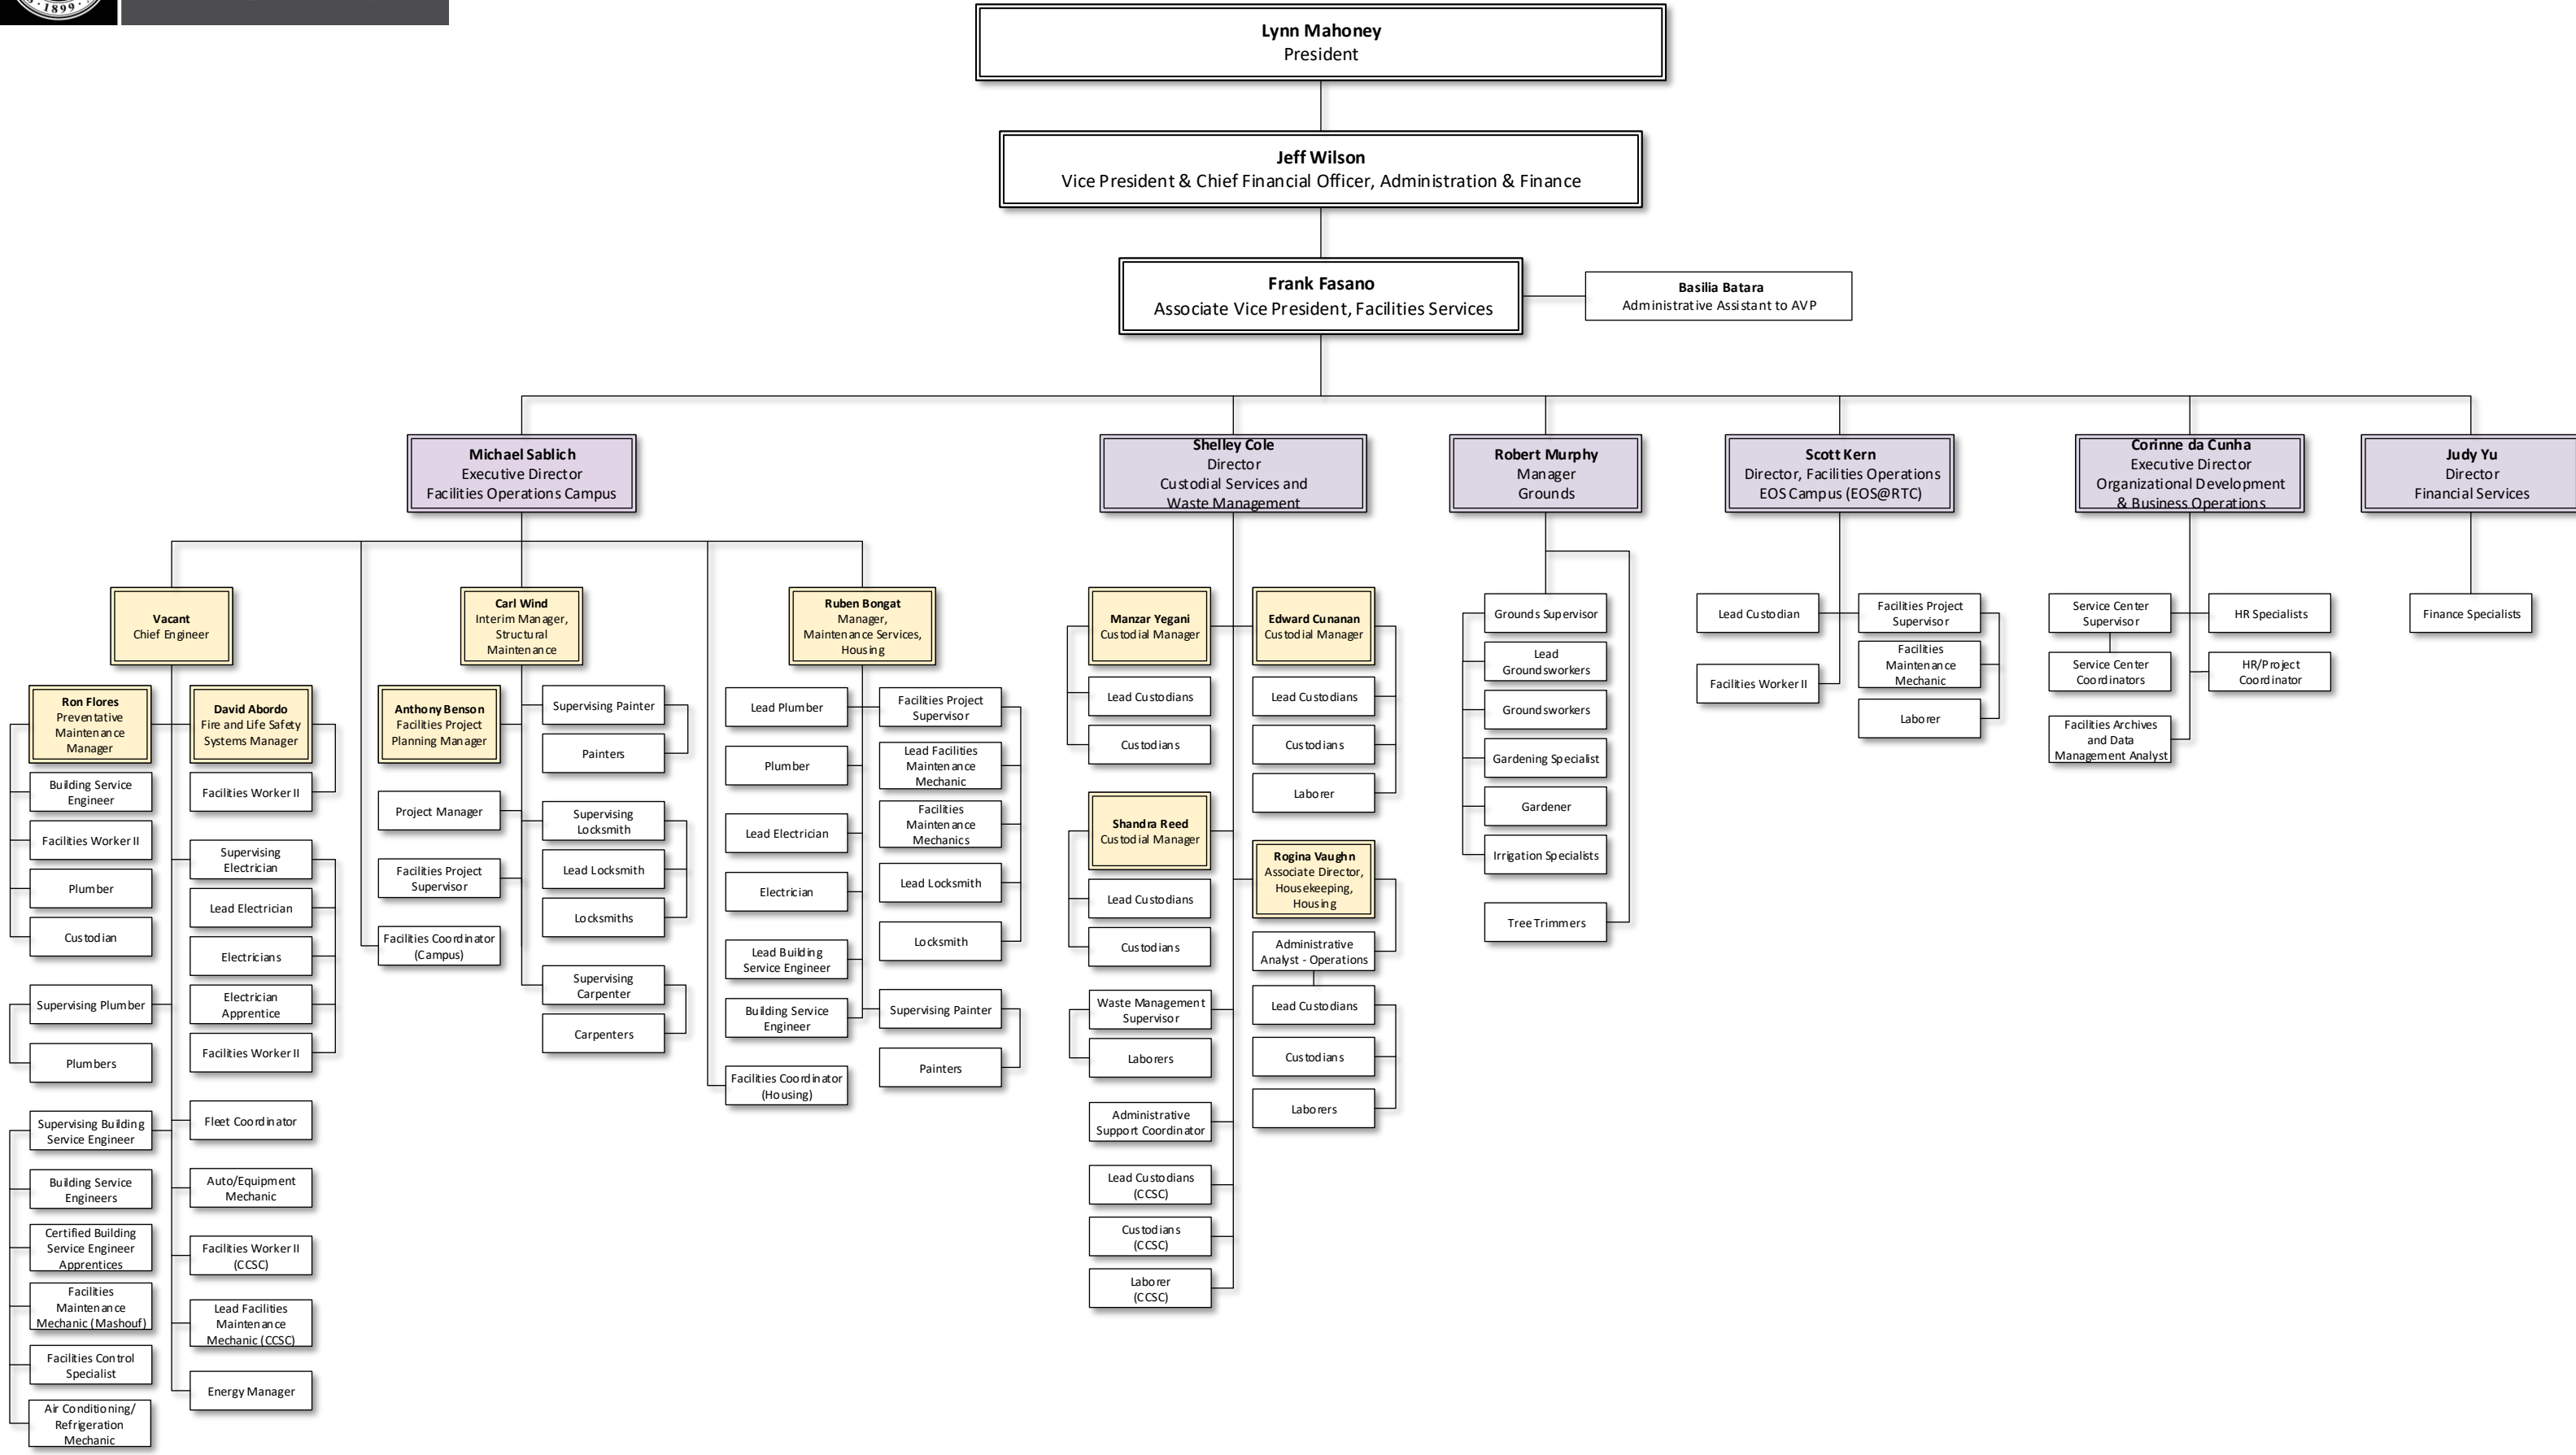 1899
Lynn Mahoney
President
Jeff Wilson
Vice President & Chief Financial Officer, Administration & Finance
Frank Fasano
Associate Vice President, Facilities Services
Basilia Batara
Administrative Assistant to AVP
Michael Sablich
Executive Director
Facilities Operations Campus
Shelley Cole
Director
Custodial Services and
Waste Management
Robert Murphy
Manager
Grounds
Scott Kern
Director, Facilities Operations
EOS Campus (EOS@RTC)
Corinne da Cunha
Executive Director
Organizational Development
& Business Operations
Judy Yu
Director
Financial Services
Vacant
Chief Engineer
Ron Flores
Preventative
Maintenance
Manager
Building Service
Engineer
Facilities Worker II
Plumber
Custodian
Supervising Plumber
Plumbers
Supervising Building
Service Engineer
Building Service
Engineers
Certified Building
Service Engineer
Apprentices
Facilities
Maintenance
Mechanic (Mashouf)
Facilities Control
Specialist
Air Conditioning/
Refrigeration
Mechanic
David Abordo
Fire and Life Safety
Systems Manager
Facilities Worker II
Supervising
Electrician
Lead Electrician
Electricians
Electrician
Apprentice
Facilities Worker II
Fleet Coordinator
Auto/Equipment
Mechanic
Facilities Worker II
(CCSC)
Lead Facilities
Maintenance
Mechanic (CCSC)
Energy Manager
Carl Wind
Interim Manager,
Structural
Maintenance
Anthony Benson
Facilities Project
Planning Manager
Project Manager
Facilities Project
Supervisor
Facilities Coordinator
(Campus)
Supervising Painter
Painters
Supervising
Locksmith
Lead Locksmith
Locksmiths
Supervising
Carpenter
Carpenters
Ruben Bongat
Manager,
Maintenance Services,
Housing
Lead Plumber
Plumber
Lead Electrician
Electrician
Lead Building
Service Engineer
Building Service
Engineer
Facilities Coordinator
(Housing)
Facilities Project
Supervisor
Lead Facilities
Maintenance
Mechanic
Facilities
Maintenance
Mechanics
Lead Locksmith
Locksmith
Supervising Painter
Painters
Manzar Yegani
Custodial Manager
Lead Custodians
Custodians
Shandra Reed
Custodial Manager
Lead Custodians
Custodians
Waste Management
Supervisor
Laborers
Administrative
Support Coordinator
Lead Custodians
(CCSC)
Custodians
(CCSC)
Laborer
(CCSC)
Edward Cunanan
Custodial Manager
Lead Custodians
Custodians
Laborer
Rogina Vaughn
Associate Director,
Housekeeping,
Housing
Administrative
Analyst - Operations
Lead Custodians
Custodians
Laborers
Grounds Supervisor
Lead
Groundsworkers
Groundsworkers
Gardening Specialist
Gardener
Irrigation Specialists
Tree Trimmers
Lead Custodian
Facilities Worker II
Facilities Project
Supervisor
Facilities
Maintenance
Mechanic
Laborer
Service Center
Supervisor
Service Center
Coordinators
Facilities Archives
and Data
Management Analyst
HR Specialists
HR/Project
Coordinator
Finance Specialists